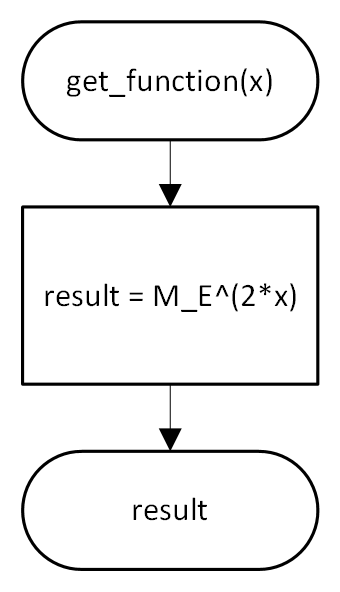 get_function(x)
result = M_E^(2*x)
result